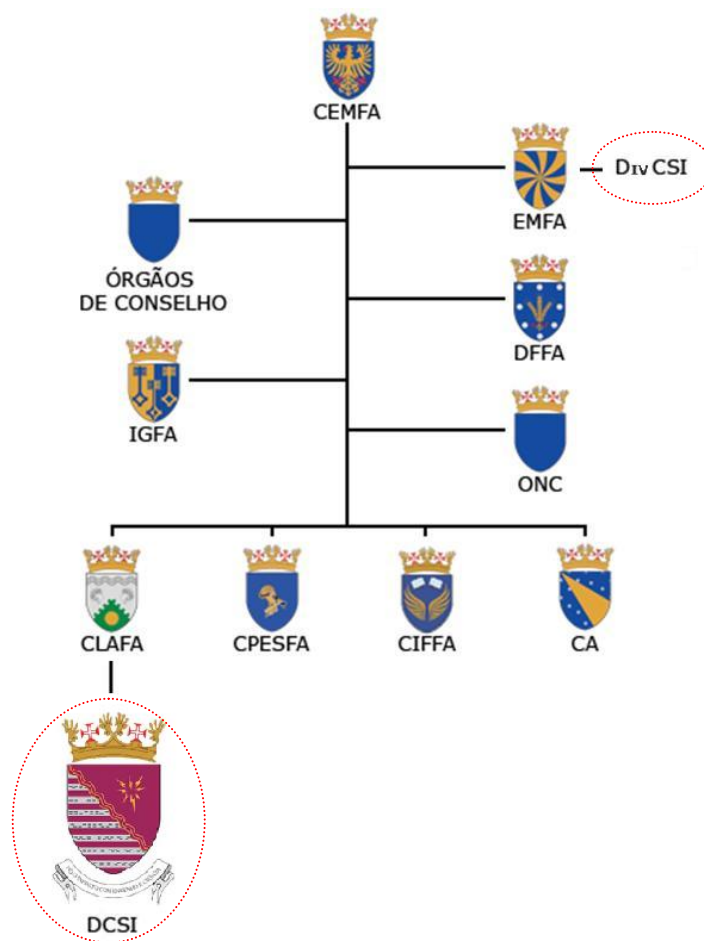 CEMFA
EMFA
DIV CSI
ÓRGÃOS
DE CONSELHO
DFFA
IGFA
ONC
CLAFA
CPESFA
CIFFA
CA
DCSI